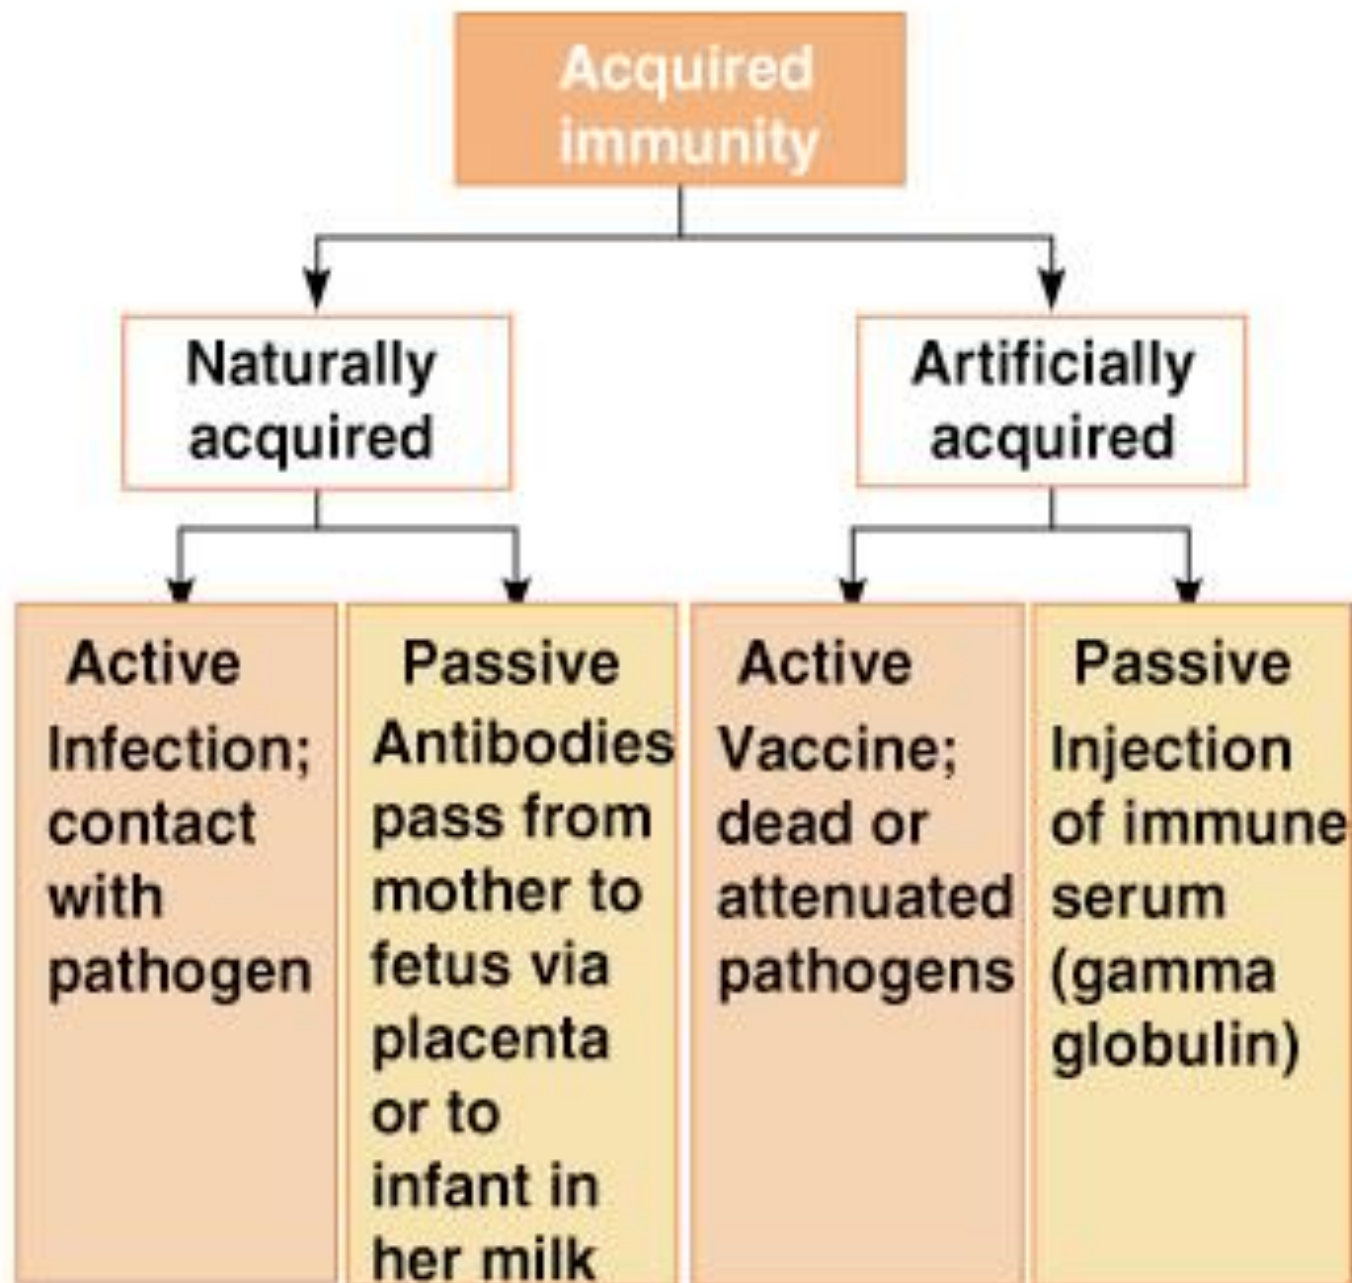 Acquired
immunity
Naturally
acquired
Artificially
acquired
Active
Infection;
contact
with
pathogen
Passive
Antibodies
pass from
mother to
fetus via
placenta
or to
infant in
her milk
Active
Vaccine;
dead or
attenuated
pathogens
Passive
Injection
of immune
serum
(gamma
globulin)